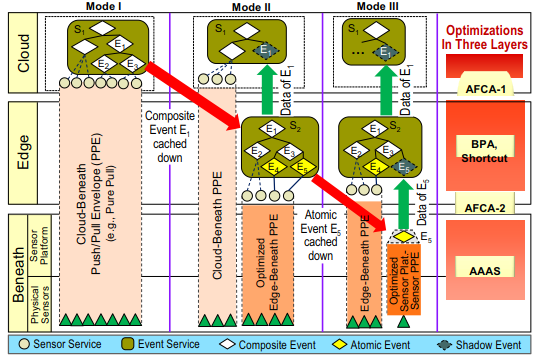 Mode I
Mode II
Mode III
Optimizations
In Three Layers
Cloud
Edge
Beneath
Sensor
Platform
Physical
Sensors
S1
E1
E2
E3
Cloud-Beneath
Push/Pull Envelope (PPE)
(e.g., Pure Pull)
Composite
Event E1
cached
down
S1
E1
Data of E1
S2
E1
E2
E3
E4
E5
Cloud-Beneath PPE
Optimized
Edge-Beneath PPE
Atomic
Event E5
cached
down
S1
...
E1
Data of E1
S2
E1
E2
E3
E4
E5
Data of E5
E5
Edge-Beneath PPE
Optimized
Sensor Plat-
Sensor PPE
AFCA-1
BPA,
Shortcut
AFCA-2
AAAS
Sensor Service
Event Service
Composite Event
Atomic Event
Shadow Event